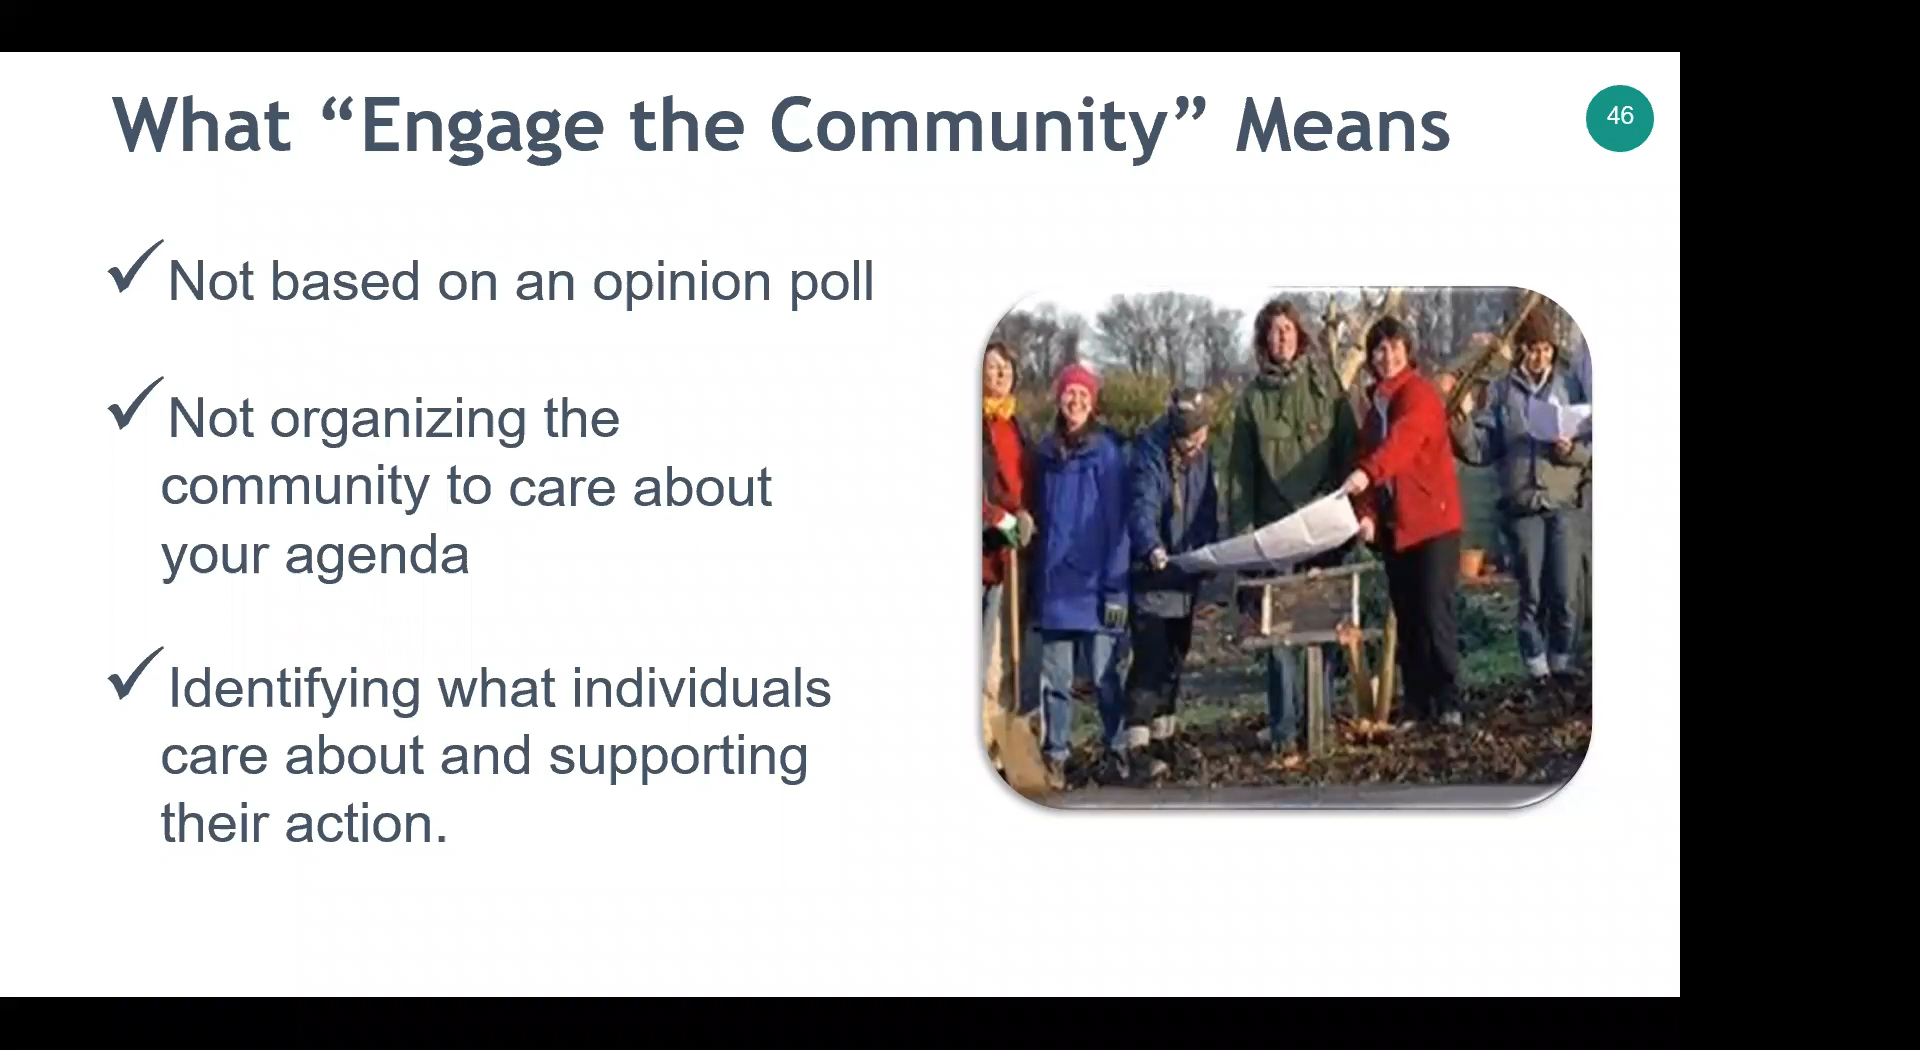 What “Engage the Community” Means
46
Not based on an opinion poll
Not organizing the
community to care about
your agenda
Identifying what individuals
care about and supporting
their action.